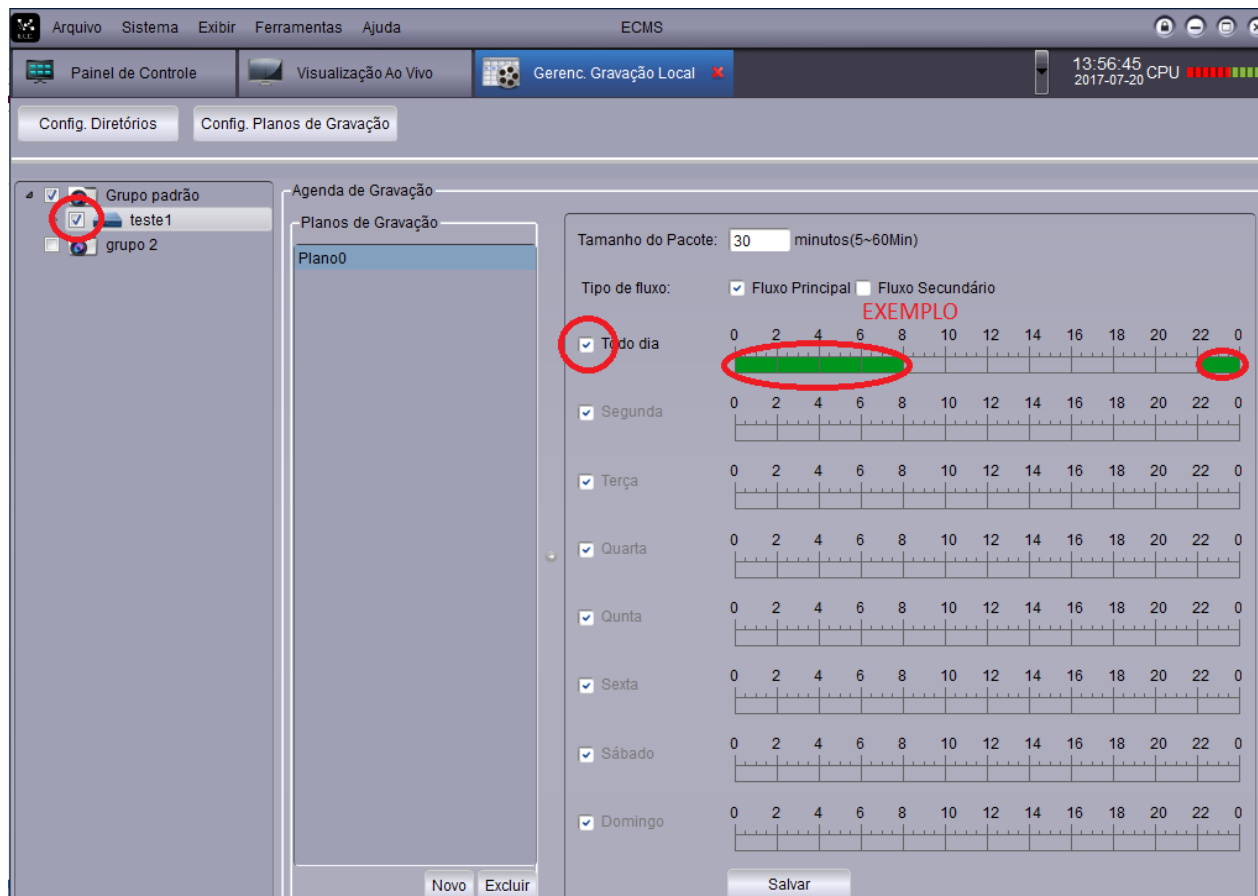 Arquivo Sistema Exibir Ferramentas Ajuda ECMS
Painel de Controle Visualização Ao Vivo Gerenc. Gravação Local 13:56:45 CPU
2017-07-20
Config. Diretórios Config. Planos de Gravação
Grupo padrão
teste1
grupo 2
Agenda de Gravação
Planos de Gravação
Plano0
Tamanho do Pacote: 30 minutos(5~60Min)
Tipo de fluxo: Fluxo Principal Fluxo Secundário
EXEMPLO
Todo dia 0 2 4 6 8 10 12 14 16 18 20 22 0
Segunda 0 2 4 6 8 10 12 14 16 18 20 22 0
Terça 0 2 4 6 8 10 12 14 16 18 20 22 0
Quarta 0 2 4 6 8 10 12 14 16 18 20 22 0
Qunta 0 2 4 6 8 10 12 14 16 18 20 22 0
Sexta 0 2 4 6 8 10 12 14 16 18 20 22 0
Sábado 0 2 4 6 8 10 12 14 16 18 20 22 0
Domingo 0 2 4 6 8 10 12 14 16 18 20 22 0
Novo Excluir Salvar